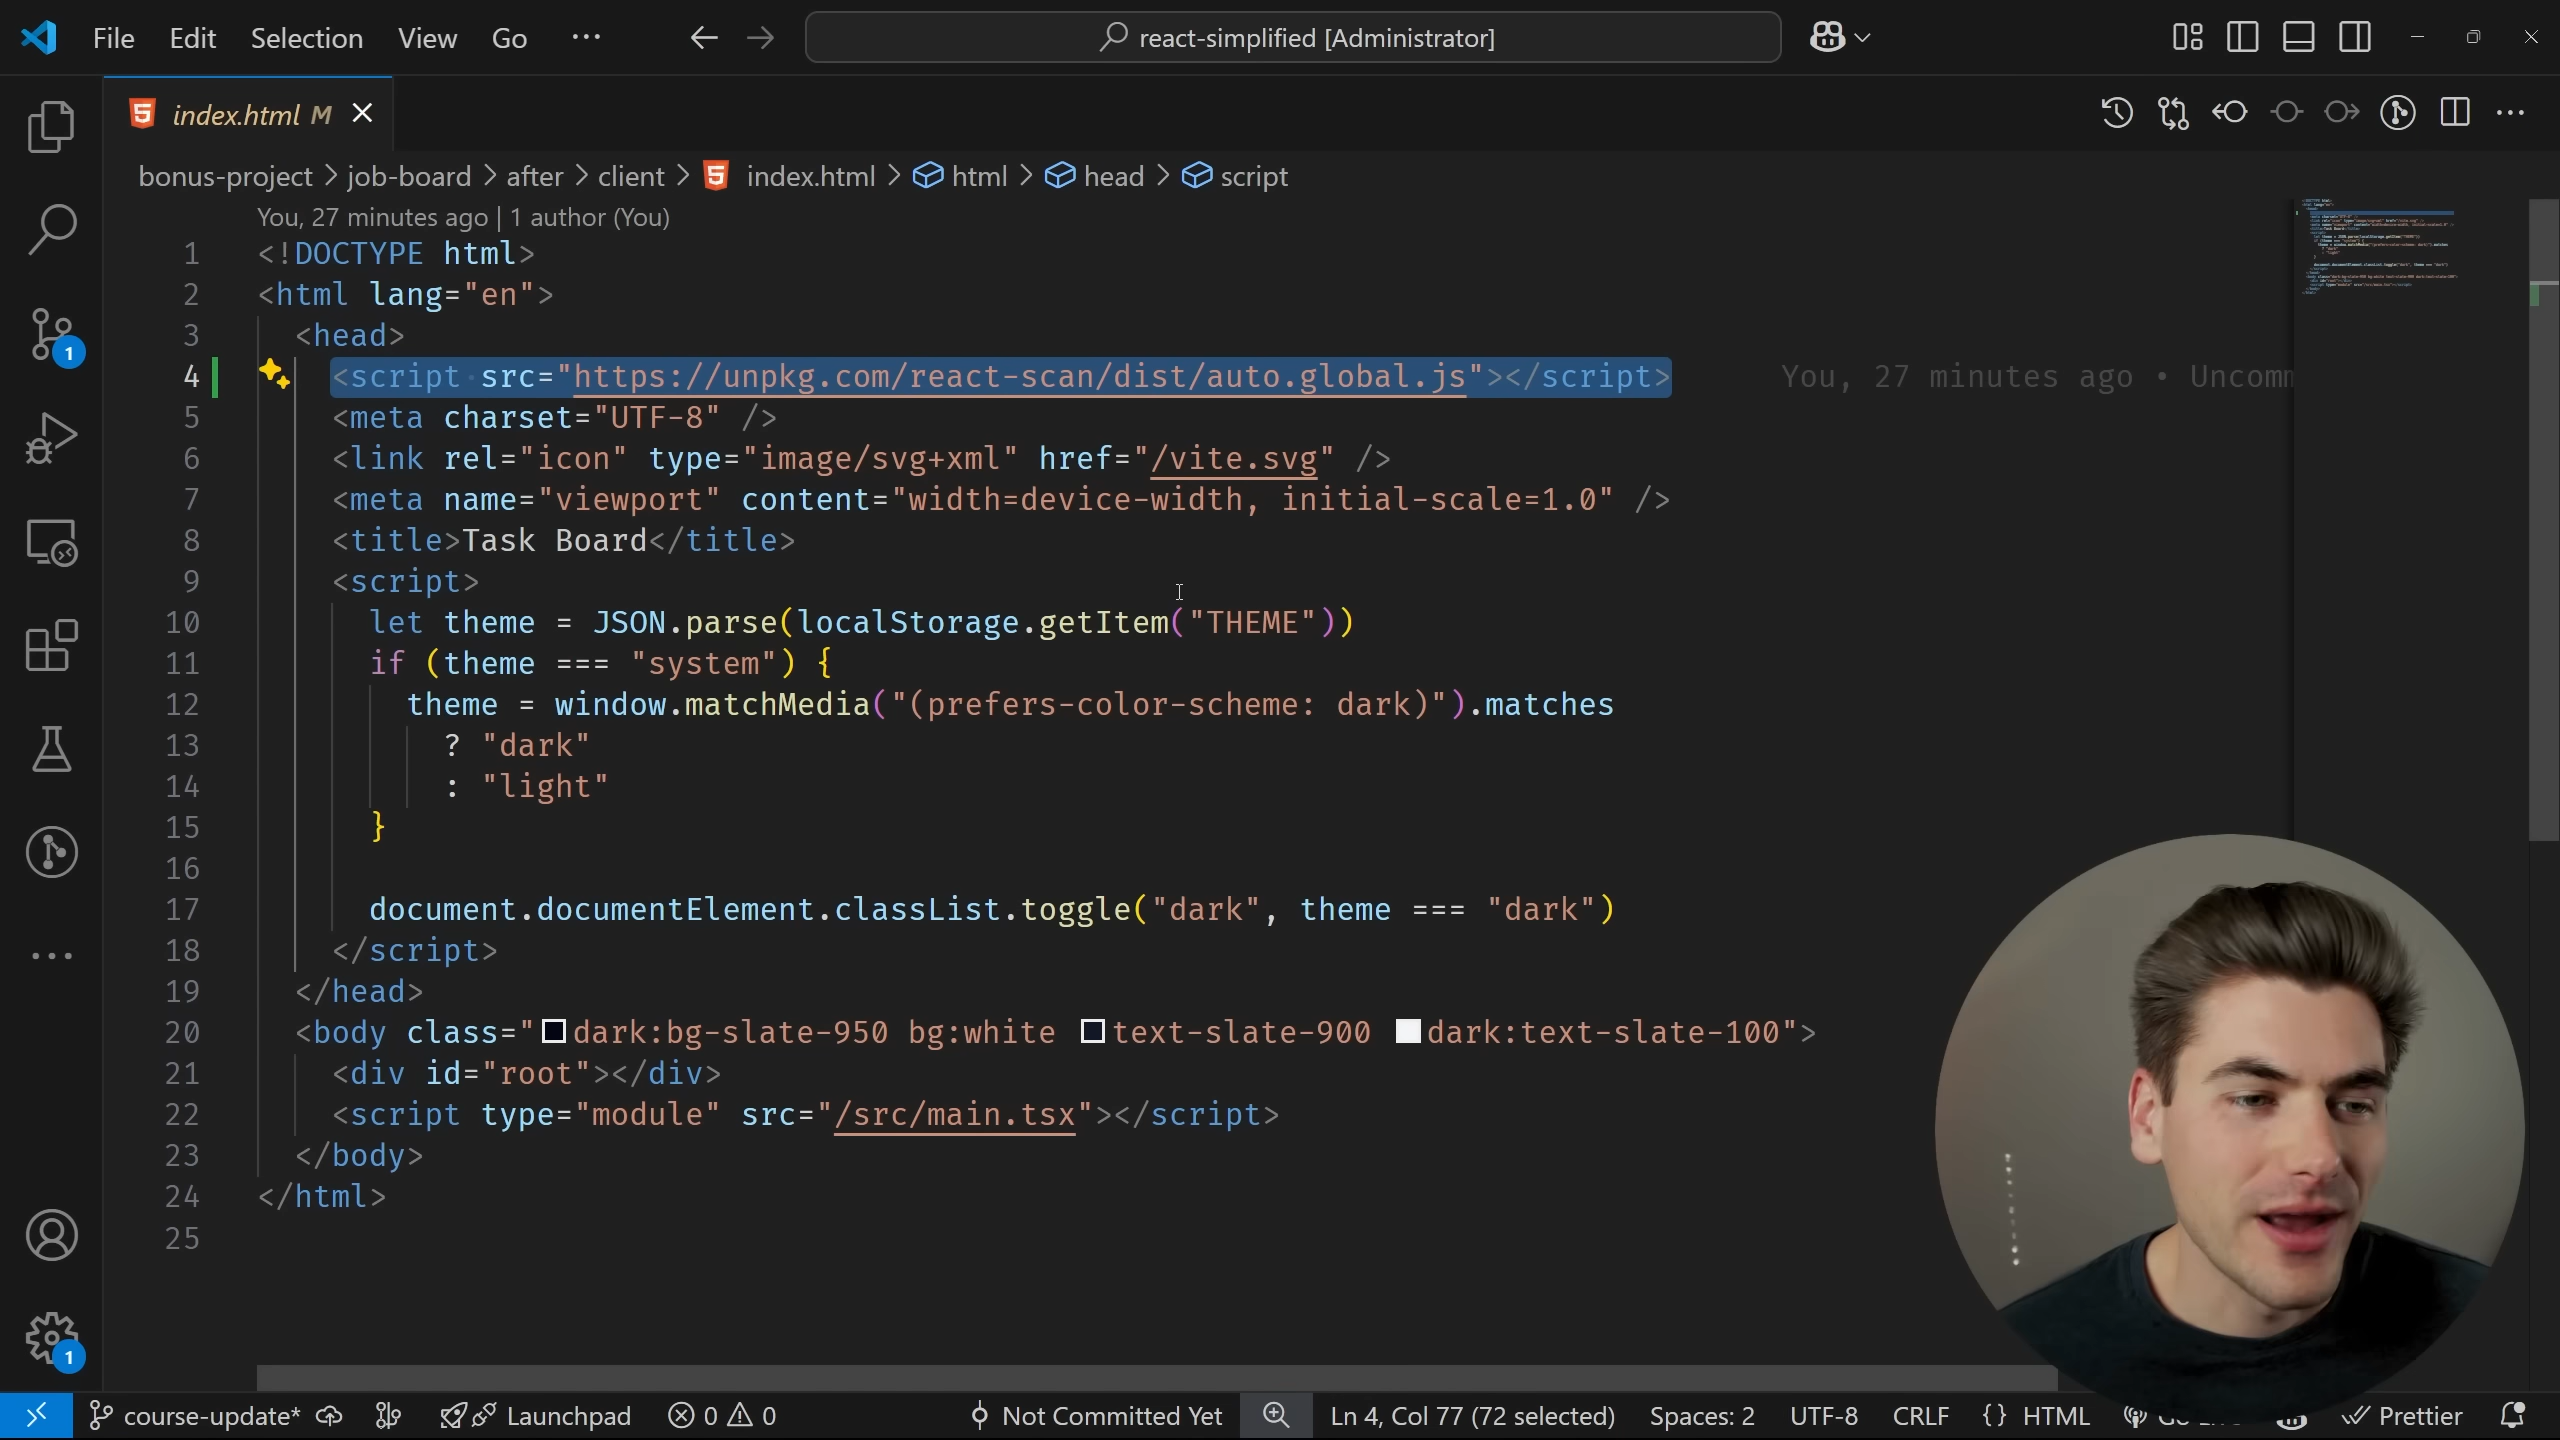 File Edit Selection View Go ··· react-simplified [Administrator]
index.html M
bonus-project > job-board > after > client > index.html > html > head > script
You, 27 minutes ago | 1 author (You)
1 <!DOCTYPE html>
2 <html lang="en">
3 <head>
4 <script src="https://unpkg.com/react-scan/dist/auto.global.js"></script> You, 27 minutes ago • Uncomm
5 <meta charset="UTF-8" />
6 <link rel="icon" type="image/svg+xml" href="/vite.svg" />
7 <meta name="viewport" content="width=device-width, initial-scale=1.0" />
8 <title>Task Board</title>
9 <script>
10 let theme = JSON.parse(localStorage.getItem("THEME"))
11 if (theme === "system") {
12 theme = window.matchMedia("(prefers-color-scheme: dark)").matches
13 ? "dark"
14 : "light"
15 }
16
17 document.documentElement.classList.toggle("dark", theme === "dark")
18 </script>
19 </head>
20 <body class="dark:bg-slate-950 bg:white text-slate-900 dark:text-slate-100">
21 <div id="root"></div>
22 <script type="module" src="/src/main.tsx"></script>
23 </body>
24 </html>
25
1
1
course-update* Launchpad 0 0 Not Committed Yet Ln 4, Col 77 (72 selected) Spaces: 2 UTF-8 CRLF {} HTML Prettier